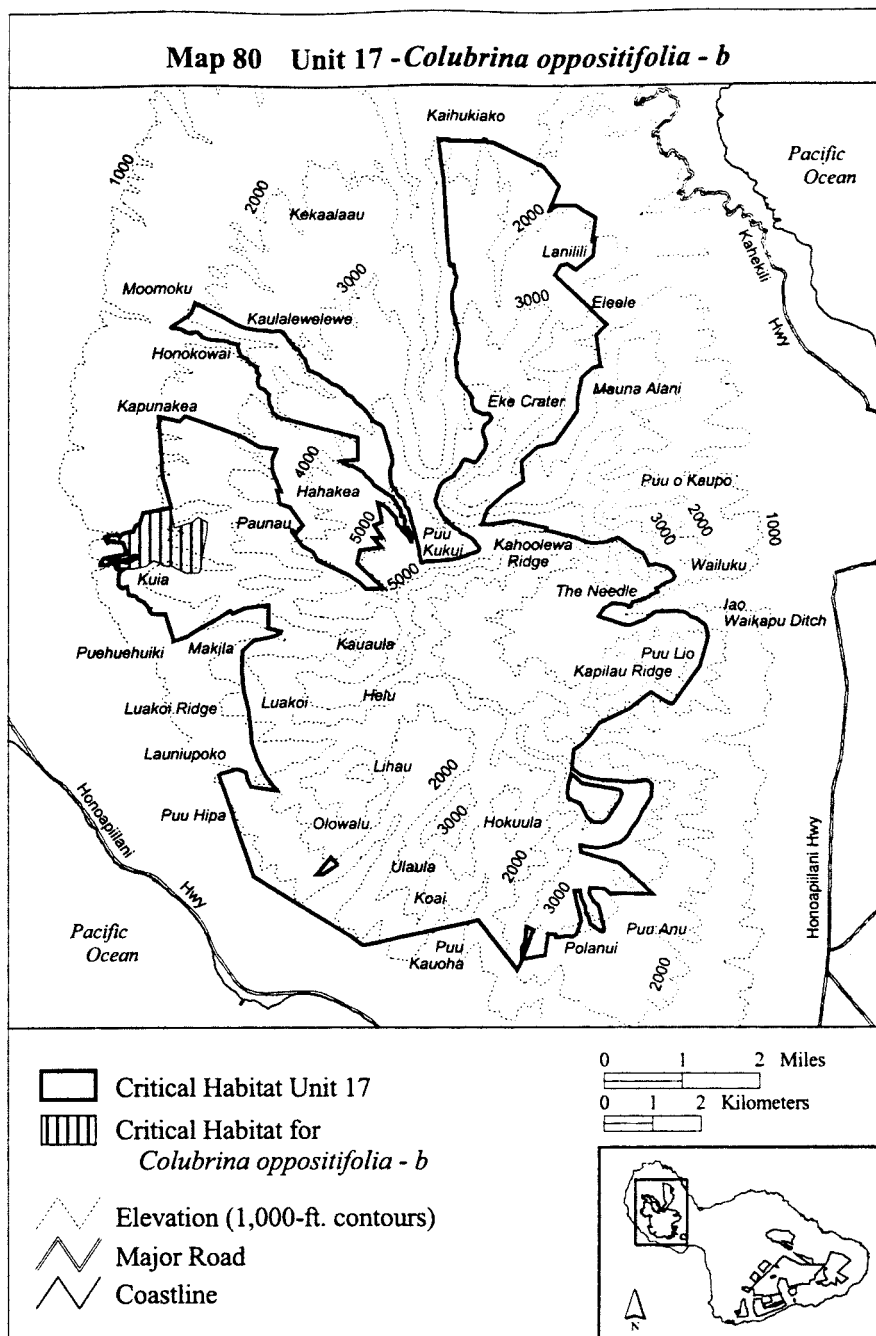 Map 80 Unit 17 - Colubrina oppositifolia - b
Kaihukiako
Pacific
Ocean
1000
2000
Kekaalaau
2000
Kahekili
Hwy
Lanilili
3000
3000
Eleele
Moomoku
Kaulalewelewe
Honokowai
Kapunakea
Eke Crater
Mauna Alani
4000
Hahakea
Puu o Kaupo
Paunau
5000
Puu
Kukui
Kahoolewa
Ridge
3000
2000
1000
Wailuku
Kuia
5000
The Needle
Iao
Waikapu Ditch
Puehuehuiki
Makila
Kauaula
Puu Lio
Kapilau Ridge
Luakoi Ridge
Luakoi
Helu
Launiupoko
Lihau
2000
Honoapiilani
Hwy
Puu Hipa
Olowalu
3000
Hokuula
Ulaula
2000
Koai
3000
Honoapiilani Hwy
Pacific
Ocean
Puu
Kauoha
Polanui
Puu Anu
2000
Critical Habitat Unit 17
Critical Habitat for
Colubrina oppositifolia - b
Elevation (1,000-ft. contours)
Major Road
Coastline
0 1 2 Miles
0 1 2 Kilometers
N